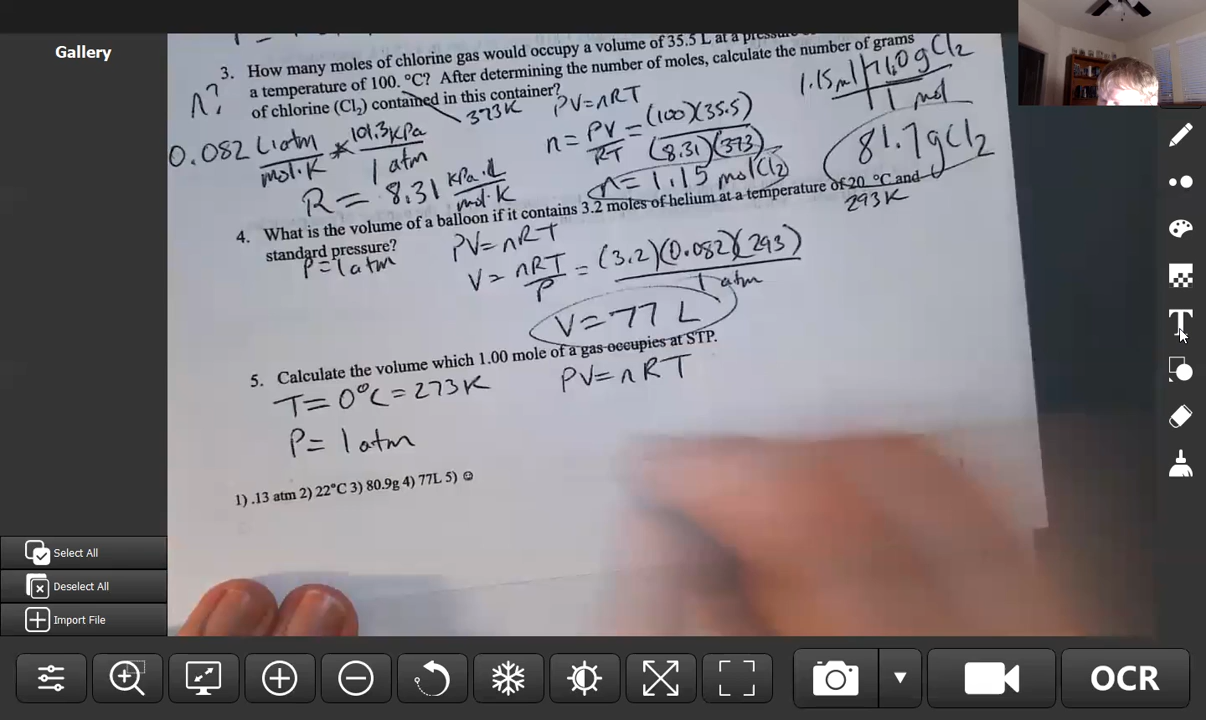 Gallery
3. How many moles of chlorine gas would occupy a volume of 35.5 L at a pressure
a temperature of 100. °C? After determining the number of moles, calculate the number of grams
of chlorine (Cl₂) contained in this container?
n?
373K
PV=nRT
0.082 L·atm/mol·K * 101.3kPa/1 atm
R = 8.31 kPa·L/mol·K
n = PV/RT = (100)(35.5)/(8.31)(373)
n = 1.15 mol Cl₂
g Cl₂
1 mol
81.7g Cl₂
4. What is the volume of a balloon if it contains 3.2 moles of helium at a temperature of 20 °C and
standard pressure?
293K
P = 1 atm
PV = nRT
V = nRT/P = (3.2)(0.082)(293)/1 atm
V = 77 L
5. Calculate the volume which 1.00 mole of a gas occupies at STP.
T = 0°C = 273K
PV = nRT
P = 1 atm
1) .13 atm 2) 22°C 3) 80.9g 4) 77L 5) ☺
Select All
Deselect All
Import File
T
OCR